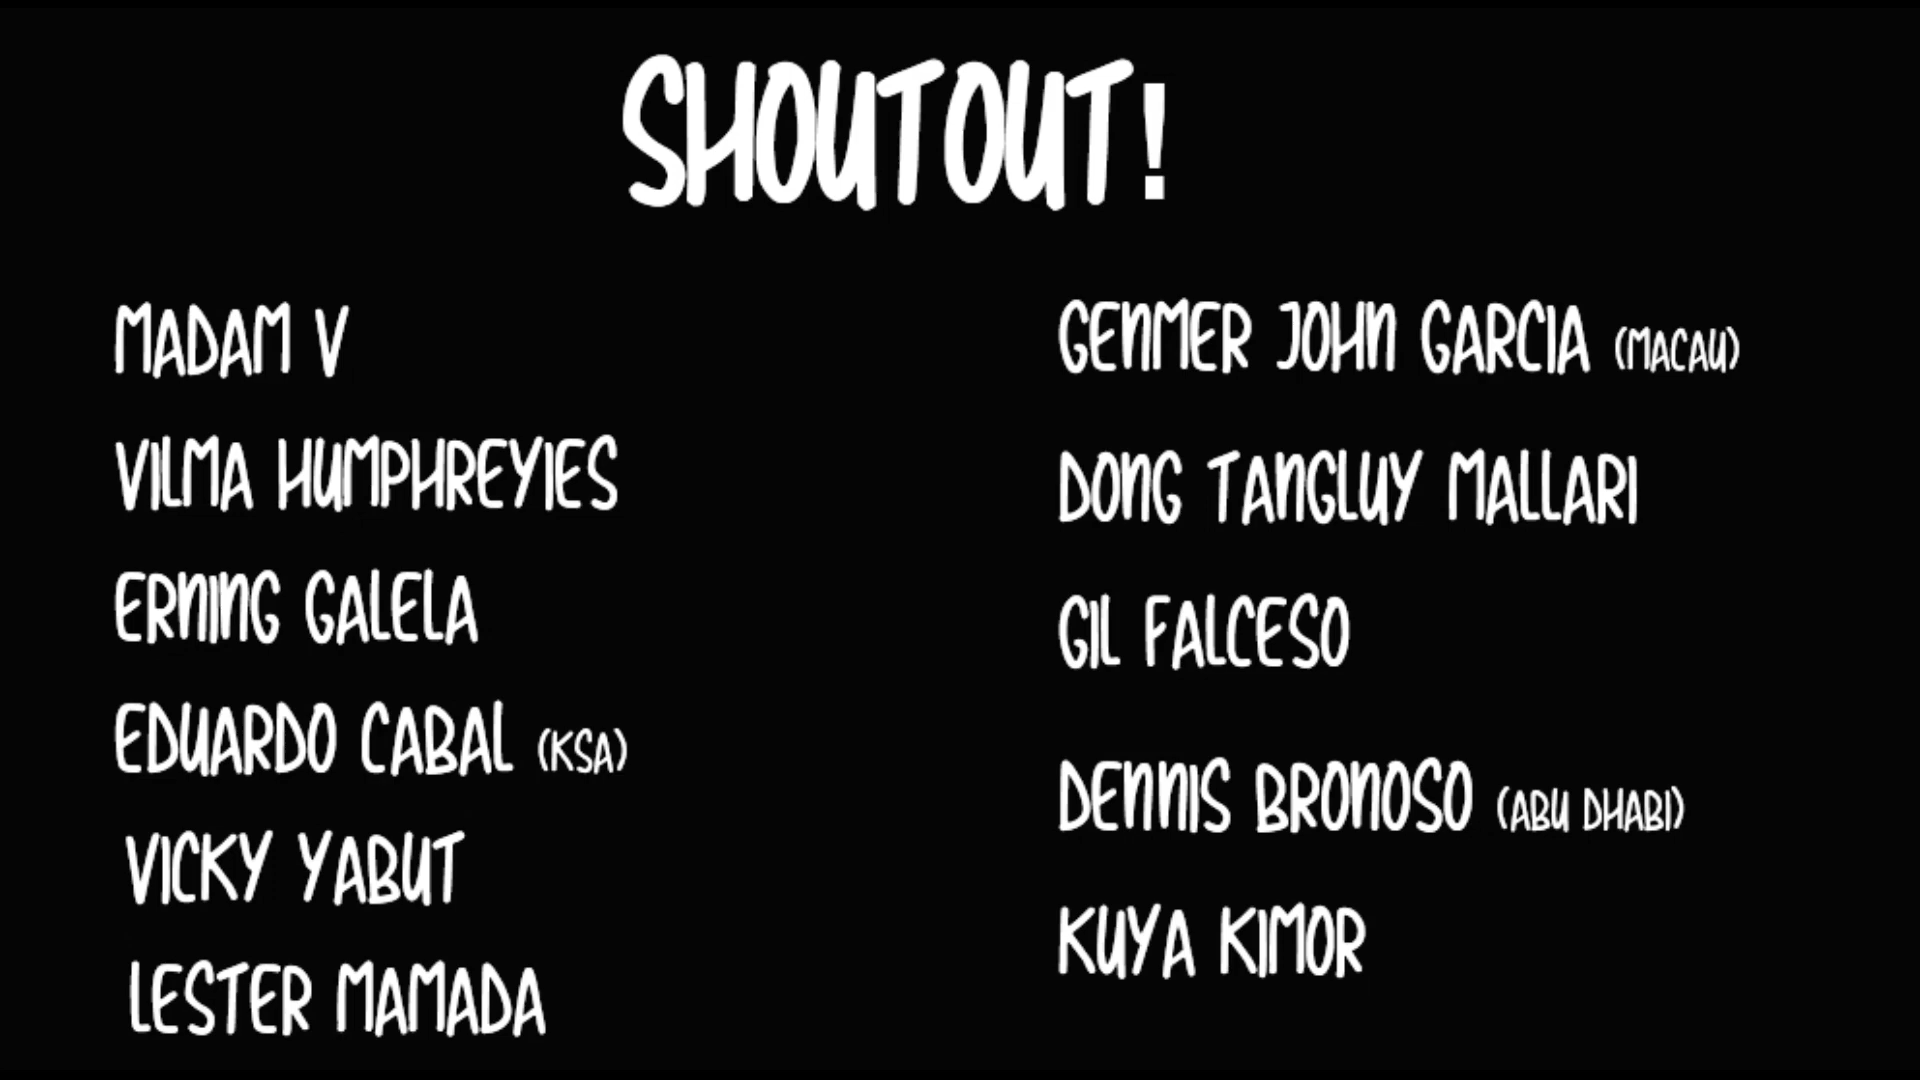 SHOUTOUT!
MADAM V
VILMA HUMPHREYIES
ERNING GALELA
EDUARDO CABAL (KSA)
VICKY YABUT
LESTER MAMADA
GENMER JOHN GARCIA (MACAU)
DONG TANGLUY MALLARI
GIL FALCESO
DENNIS BRONOSO (ABU DHABI)
KUYA KIMOR